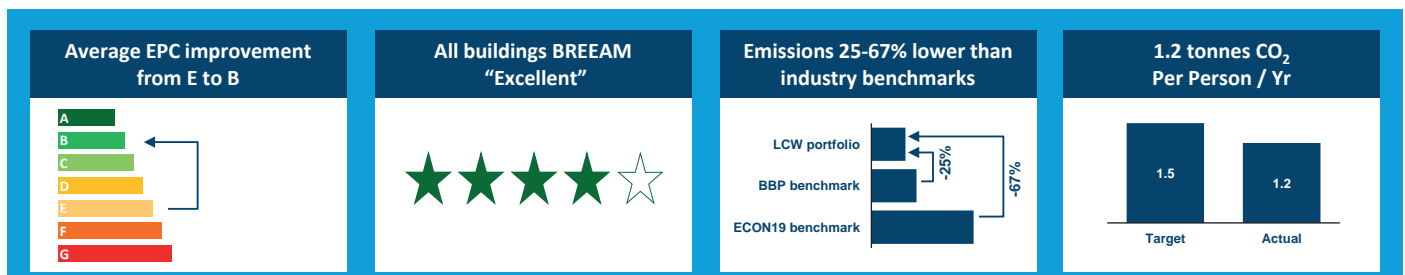 Average EPC improvement
from E to B
A
B
C
D
E
F
G
All buildings BREEAM
“Excellent”
Emissions 25-67% lower than
industry benchmarks
LCW portfolio
BBP benchmark
ECON19 benchmark
-25%
-67%
1.2 tonnes CO₂
Per Person / Yr
1.5
1.2
Target
Actual